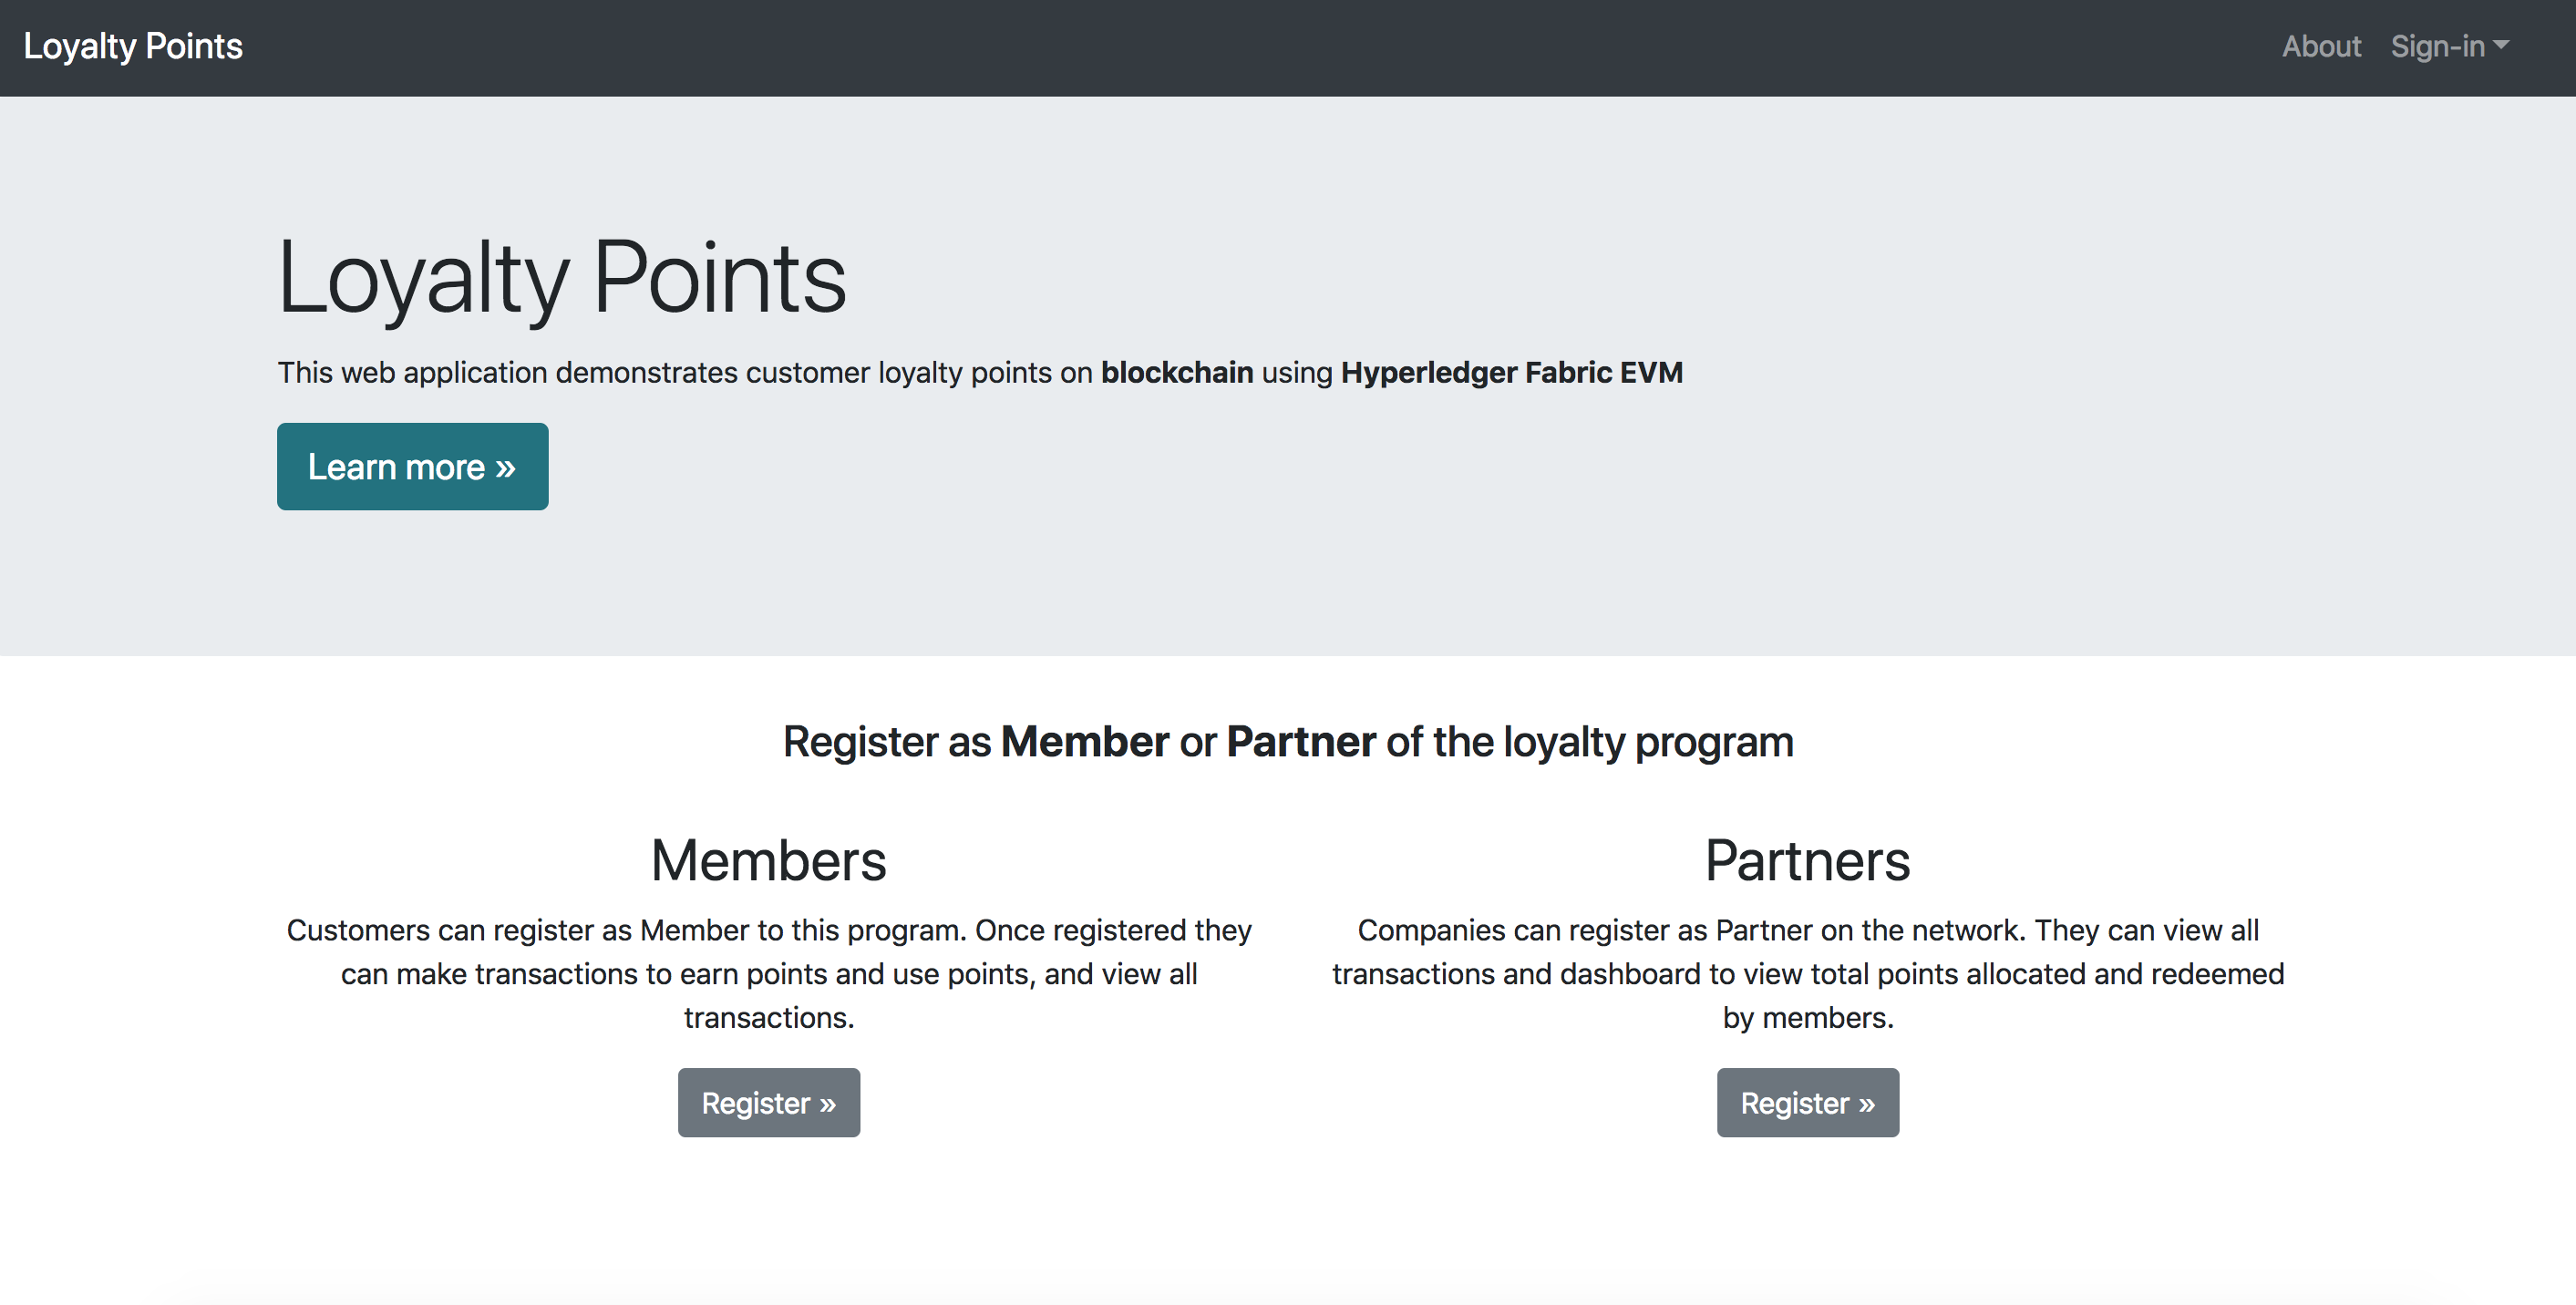 Loyalty Points
About
Sign-in
Loyalty Points
This web application demonstrates customer loyalty points on blockchain using Hyperledger Fabric EVM
Learn more »
Register as Member or Partner of the loyalty program
Members
Customers can register as Member to this program. Once registered they
can make transactions to earn points and use points, and view all
transactions.
Register »
Partners
Companies can register as Partner on the network. They can view all
transactions and dashboard to view total points allocated and redeemed
by members.
Register »